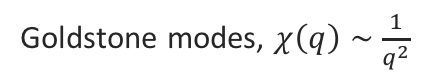 Goldstone modes, χ(q) ~ 1/q²